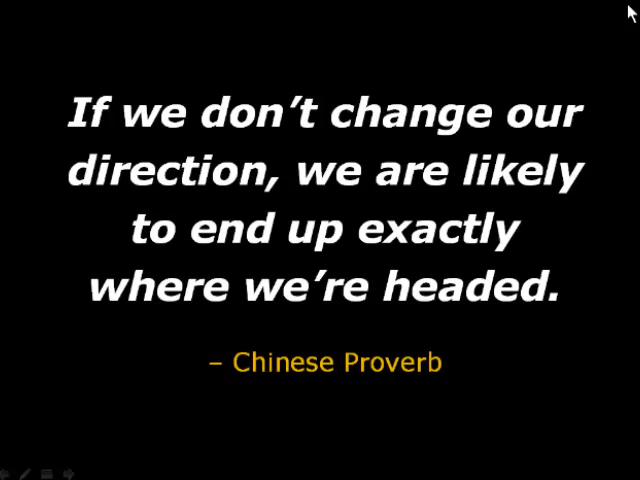 If we don’t change our
direction, we are likely
to end up exactly
where we’re headed.
– Chinese Proverb